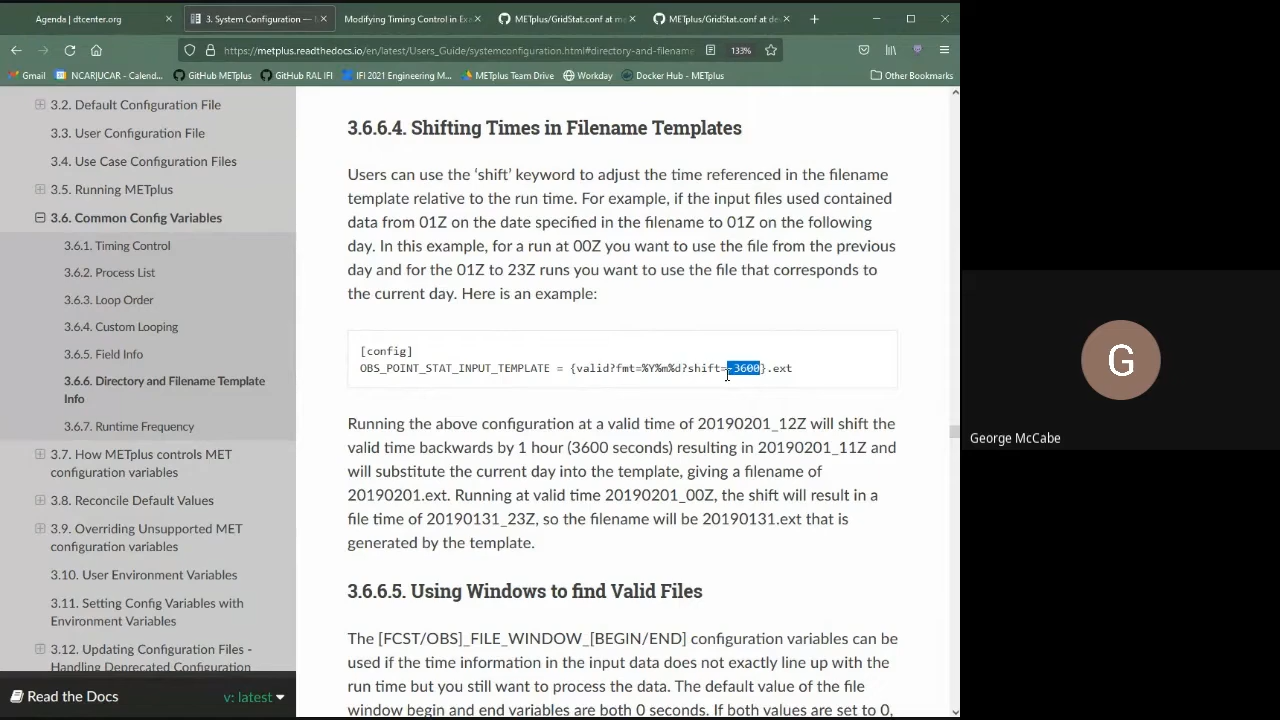 Agenda | dtcenter.org
3. System Configuration —
Modifying Timing Control in Exa
METplus/GridStat.conf at m
METplus/GridStat.conf at de
https://metplus.readthedocs.io/en/latest/Users_Guide/systemconfiguration.html#directory-and-filename
133%
Gmail
NCAR|UCAR - Calend...
GitHub METplus
GitHub RAL IFI
IFI 2021 Engineering M...
METplus Team Drive
Workday
Docker Hub - METplus
Other Bookmarks
3.2. Default Configuration File
3.3. User Configuration File
3.4. Use Case Configuration Files
3.5. Running METplus
3.6. Common Config Variables
3.6.1. Timing Control
3.6.2. Process List
3.6.3. Loop Order
3.6.4. Custom Looping
3.6.5. Field Info
3.6.6. Directory and Filename Template
Info
3.6.7. Runtime Frequency
3.7. How METplus controls MET
configuration variables
3.8. Reconcile Default Values
3.9. Overriding Unsupported MET
configuration variables
3.10. User Environment Variables
3.11. Setting Config Variables with
Environment Variables
3.12. Updating Configuration Files -
Handling Deprecated Configuration
Read the Docs
v: latest
3.6.6.4. Shifting Times in Filename Templates
Users can use the ‘shift’ keyword to adjust the time referenced in the filename
template relative to the run time. For example, if the input files used contained
data from 01Z on the date specified in the filename to 01Z on the following
day. In this example, for a run at 00Z you want to use the file from the previous
day and for the 01Z to 23Z runs you want to use the file that corresponds to
the current day. Here is an example:
[config]
OBS_POINT_STAT_INPUT_TEMPLATE = {valid?fmt=%Y%m%d?shift=-3600}.ext
Running the above configuration at a valid time of 20190201_12Z will shift the
valid time backwards by 1 hour (3600 seconds) resulting in 20190201_11Z and
will substitute the current day into the template, giving a filename of
20190201.ext. Running at valid time 20190201_00Z, the shift will result in a
file time of 20190131_23Z, so the filename will be 20190131.ext that is
generated by the template.
3.6.6.5. Using Windows to find Valid Files
The [FCST/OBS]_FILE_WINDOW_[BEGIN/END] configuration variables can be
used if the time information in the input data does not exactly line up with the
run time but you still want to process the data. The default value of the file
window begin and end variables are both 0 seconds. If both values are set to 0,
G
George McCabe